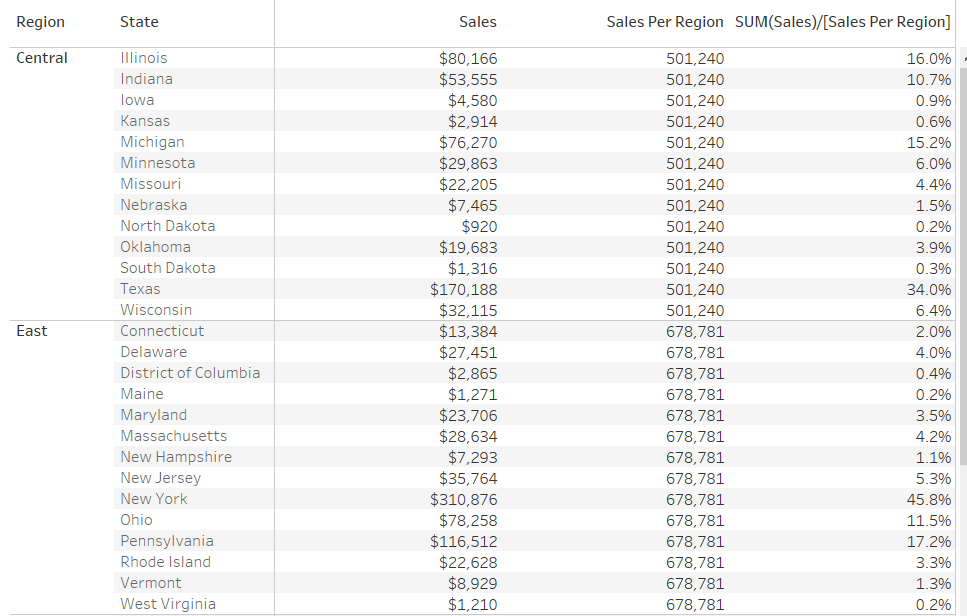 Region State Sales Sales Per Region SUM(Sales)/[Sales Per Region]
Central Illinois $80,166 501,240 16.0%
Indiana $53,555 501,240 10.7%
Iowa $4,580 501,240 0.9%
Kansas $2,914 501,240 0.6%
Michigan $76,270 501,240 15.2%
Minnesota $29,863 501,240 6.0%
Missouri $22,205 501,240 4.4%
Nebraska $7,465 501,240 1.5%
North Dakota $920 501,240 0.2%
Oklahoma $19,683 501,240 3.9%
South Dakota $1,316 501,240 0.3%
Texas $170,188 501,240 34.0%
Wisconsin $32,115 501,240 6.4%
East Connecticut $13,384 678,781 2.0%
Delaware $27,451 678,781 4.0%
District of Columbia $2,865 678,781 0.4%
Maine $1,271 678,781 0.2%
Maryland $23,706 678,781 3.5%
Massachusetts $28,634 678,781 4.2%
New Hampshire $7,293 678,781 1.1%
New Jersey $35,764 678,781 5.3%
New York $310,876 678,781 45.8%
Ohio $78,258 678,781 11.5%
Pennsylvania $116,512 678,781 17.2%
Rhode Island $22,628 678,781 3.3%
Vermont $8,929 678,781 1.3%
West Virginia $1,210 678,781 0.2%